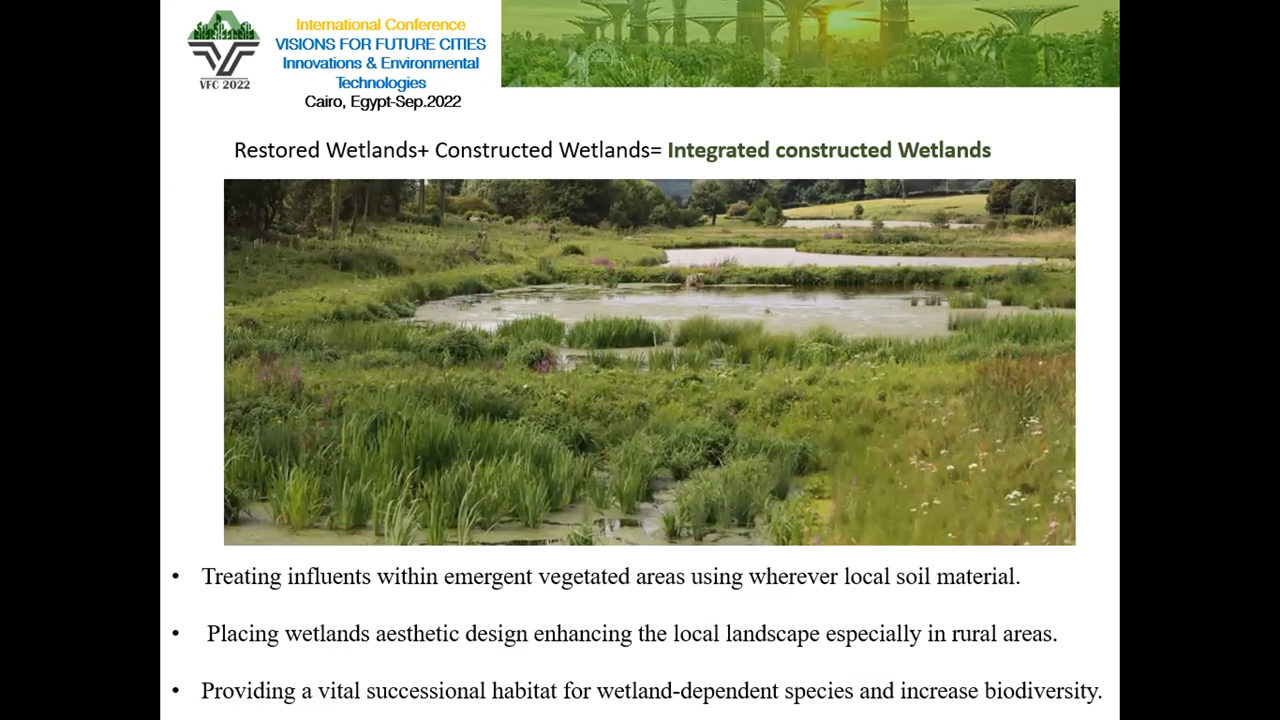 VFC 2022
International Conference
VISIONS FOR FUTURE CITIES
Innovations & Environmental
Technologies
Cairo, Egypt-Sep.2022
Restored Wetlands+ Constructed Wetlands= Integrated constructed Wetlands
• Treating influents within emergent vegetated areas using wherever local soil material.
• Placing wetlands aesthetic design enhancing the local landscape especially in rural areas.
• Providing a vital successional habitat for wetland-dependent species and increase biodiversity.